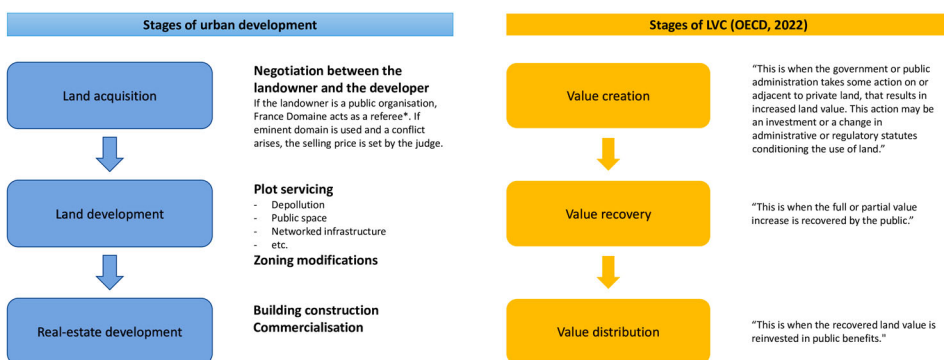 Stages of urban development
Land acquisition
Negotiation between the
landowner and the developer
If the landowner is a public organisation,
France Domaine acts as a referee*. If
eminent domain is used and a conflict
arises, the selling price is set by the judge.
Land development
Plot servicing
- Depollution
- Public space
- Networked infrastructure
- etc.
Zoning modifications
Real-estate development
Building construction
Commercialisation
Stages of LVC (OECD, 2022)
Value creation
“This is when the government or public
administration takes some action on or
adjacent to private land, that results in
increased land value. This action may be
an investment or a change in
administrative or regulatory statutes
conditioning the use of land.”
Value recovery
“This is when the full or partial value
increase is recovered by the public.”
Value distribution
“This is when the recovered land value is
reinvested in public benefits."